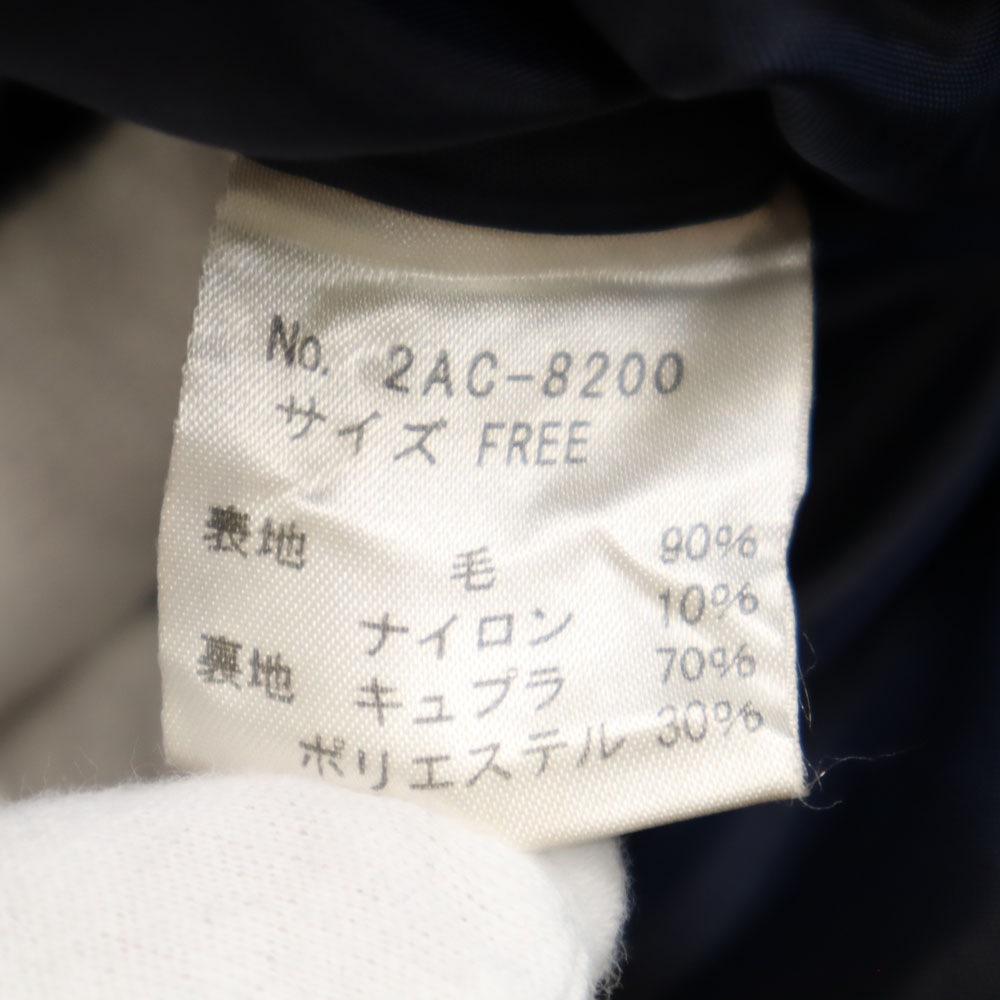 No. 2AC-8200
サイズ FREE
表地 毛 90%
ナイロン 10%
裏地 キュプラ 70%
ポリエステル 30%